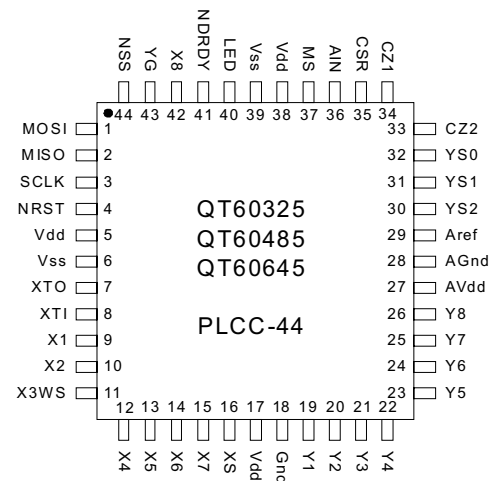 NSS YG X8 NDRDY LED Vss Vdd MS AIN CSR CZ1
44 43 42 41 40 39 38 37 36 35 34
MOSI 1
MISO 2
SCLK 3
NRST 4
Vdd 5
Vss 6
XTO 7
XTI 8
X1 9
X2 10
X3WS 11
QT60325
QT60485
QT60645
PLCC-44
33 CZ2
32 YS0
31 YS1
30 YS2
29 Aref
28 AGnd
27 AVdd
26 Y8
25 Y7
24 Y6
23 Y5
12 13 14 15 16 17 18 19 20 21 22
X4 X5 X6 X7 XS Vdd Gnd Y1 Y2 Y3 Y4